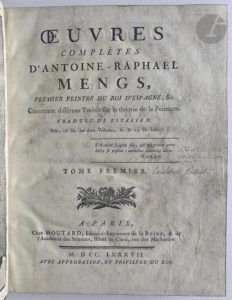 ŒUVRES
COMPLÈTES
D'ANTOINE-RAPHAEL
MENGS,
PREMIER PEINTRE DU ROI D'ESPAGNE, &c.
Contenant différens Traités sur la théorie de la Peinture.
TRADUIT DE L'ITALIEN.
TOME PREMIER.
A PARIS,
Chez MOUTARD, Libraire-Imprimeur de la REINE, & de
l'Académie des Sciences, Hôtel de Cluni, rue des Mathurins.
M. DCC. LXXXVII.
AVEC APPROBATION, ET PRIVILÉGE DU ROI.